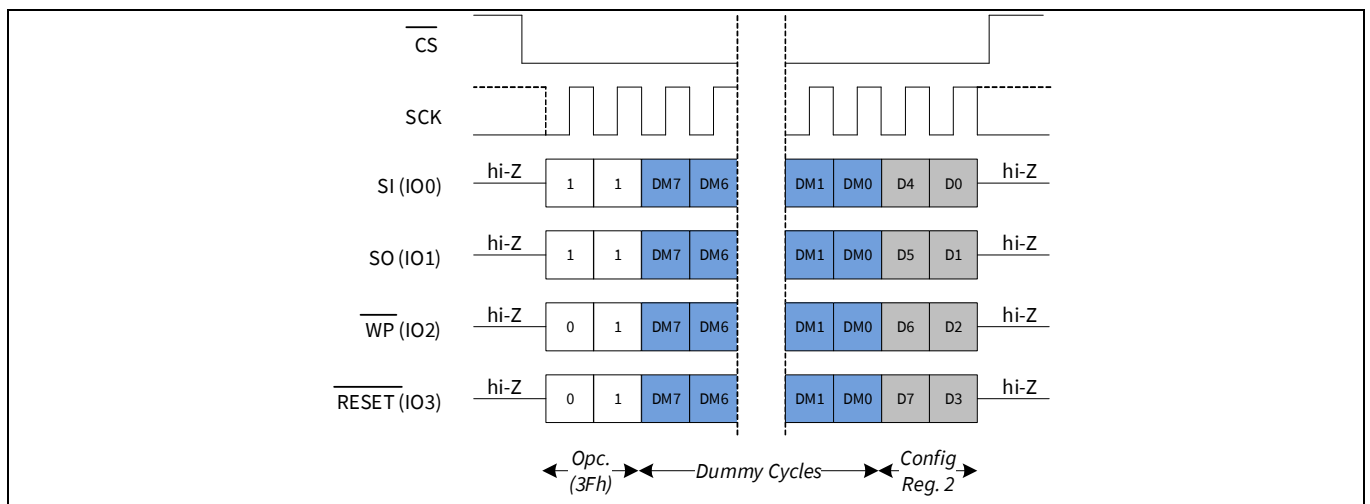 CS
SCK
SI (IO0) hi-Z 1 1 DM7 DM6 DM1 DM0 D4 D0 hi-Z
SO (IO1) hi-Z 1 1 DM7 DM6 DM1 DM0 D5 D1 hi-Z
WP (IO2) hi-Z 0 1 DM7 DM6 DM1 DM0 D6 D2 hi-Z
RESET (IO3) hi-Z 0 1 DM7 DM6 DM1 DM0 D7 D3 hi-Z
Opc. Dummy Cycles Config
(3Fh) Reg. 2